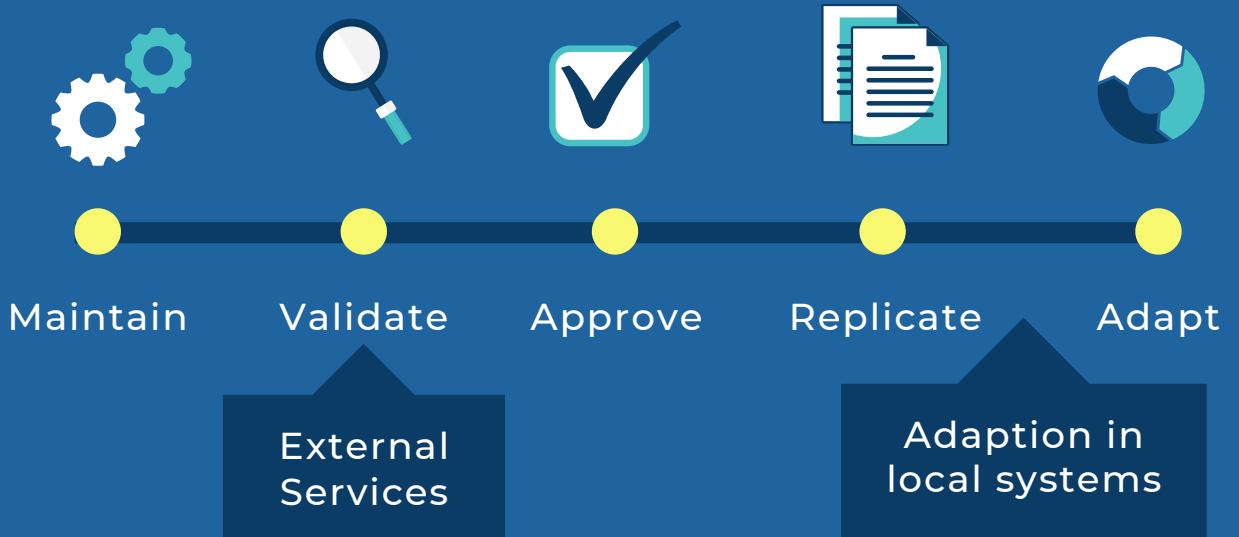 Maintain
Validate
Approve
Replicate
Adapt
External
Services
Adaption in
local systems